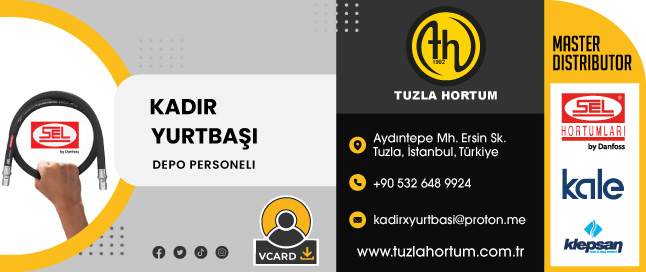 SEL
by Danfoss
KADIR
YURTBAŞI
DEPO PERSONELI
VCARD
th
1992
TUZLA HORTUM
Aydıntepe Mh. Ersin Sk.
Tuzla, İstanbul, Türkiye
+90 532 648 9924
kadirxyurtbasi@proton.me
www.tuzlahortum.com.tr
MASTER
DISTRIBUTOR
SEL®
HORTUMLARI
by Danfoss
kale
klepsan